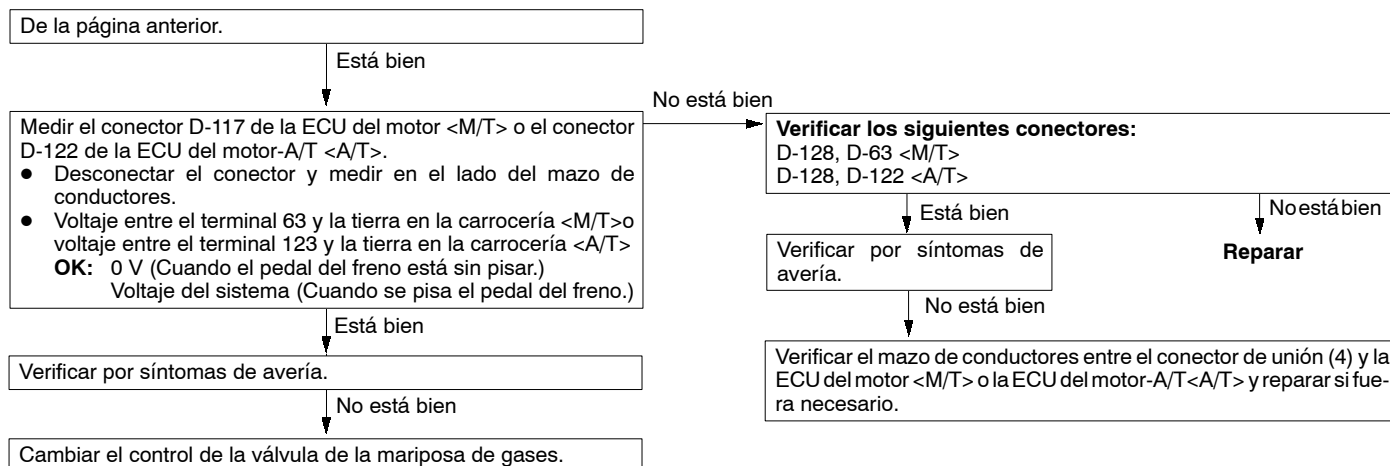 De la página anterior.
Está bien
No está bien
Medir el conector D-117 de la ECU del motor <M/T> o el conector
D-122 de la ECU del motor-A/T <A/T>.
● Desconectar el conector y medir en el lado del mazo de
conductores.
● Voltaje entre el terminal 63 y la tierra en la carrocería <M/T>o
voltaje entre el terminal 123 y la tierra en la carrocería <A/T>
OK: 0 V (Cuando el pedal del freno está sin pisar.)
Voltaje del sistema (Cuando se pisa el pedal del freno.)
Verificar los siguientes conectores:
D-128, D-63 <M/T>
D-128, D-122 <A/T>
Está bien
No está bien
Verificar por síntomas de
avería.
Reparar
No está bien
Verificar el mazo de conductores entre el conector de unión (4) y la
ECU del motor <M/T> o la ECU del motor-A/T<A/T> y reparar si fue-
ra necesario.
Está bien
Verificar por síntomas de avería.
No está bien
Cambiar el control de la válvula de la mariposa de gases.